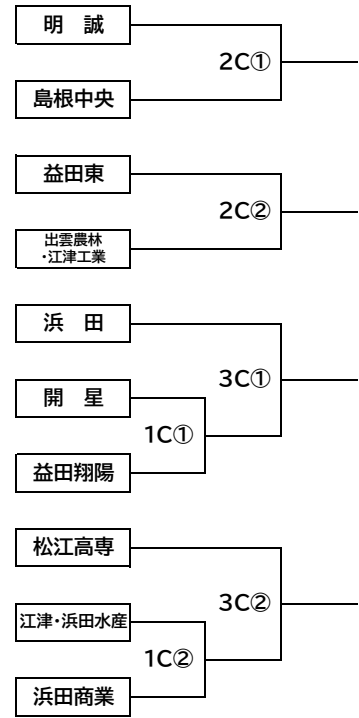 明　誠
2C①
島根中央
益田東
2C②
出雲農林
・江津工業
浜　田
3C①
開　星
1C①
益田翔陽
松江高専
3C②
江津・浜田水産
1C②
浜田商業